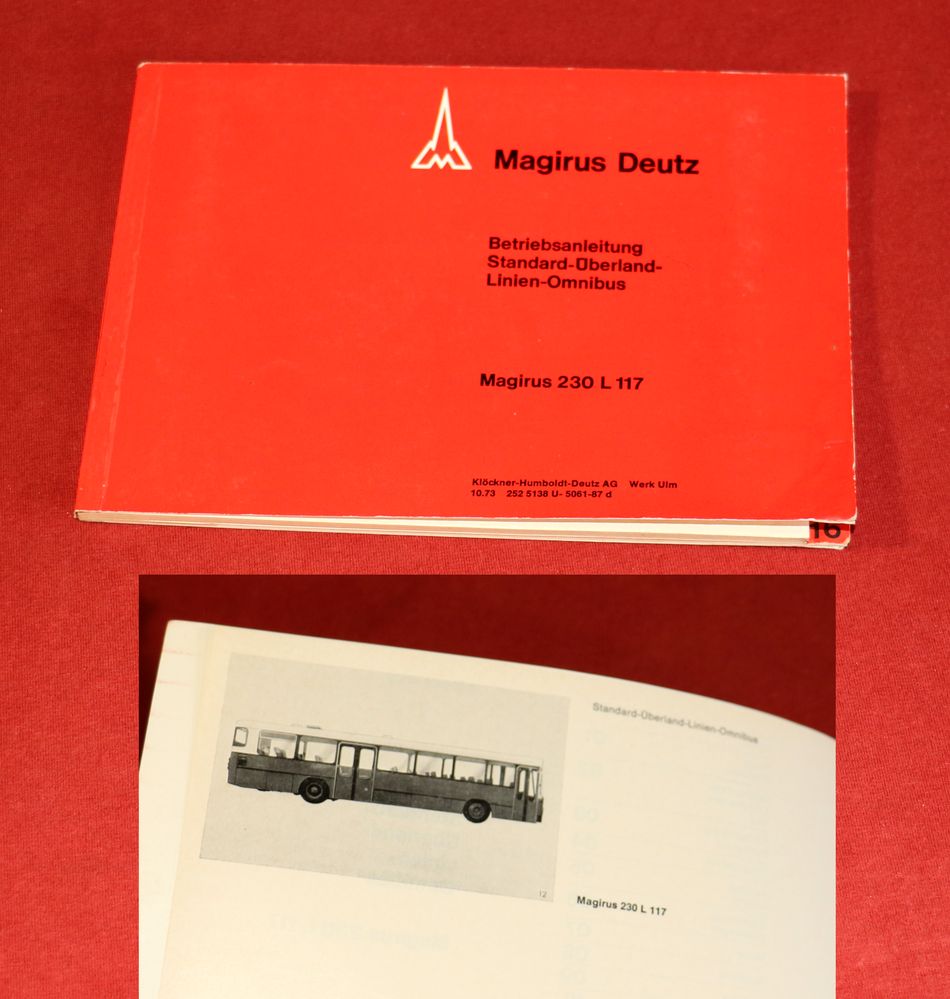 Magirus Deutz
Betriebsanleitung
Standard-Überland-
Linien-Omnibus
Magirus 230 L 117
Klöckner-Humboldt-Deutz AG Werk Ulm
10.73 252 5138 U- 5061-87 d
16
Standard-Überland-Linien-Omnibus
12
Magirus 230 L 117